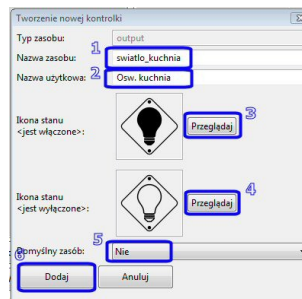 Tworzenie nowej kontrolki
Typ zasobu: output
1
Nazwa zasobu: swiatlo_kuchnia
2
Nazwa użytkowa: Osw. kuchnia
3
Ikona stanu
<jest włączone>: Przeglądaj
4
Ikona stanu
<jest wyłączone>: Przeglądaj
5
Domyślny zasób: Nie
6
Dodaj Anuluj